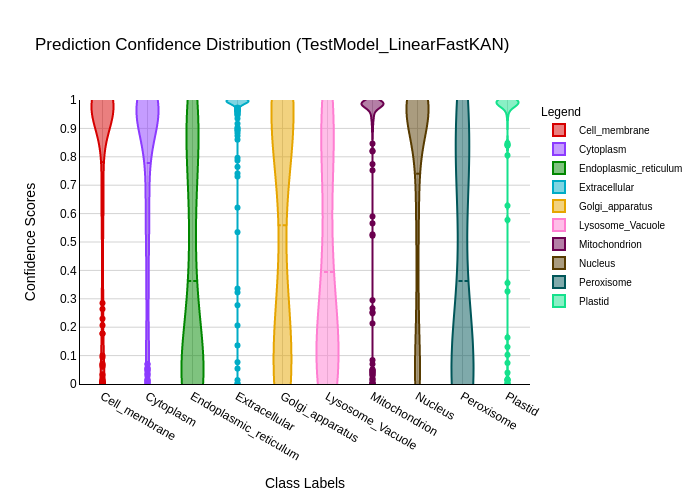 Prediction Confidence Distribution (TestModel_LinearFastKAN)
Legend
Cell_membrane
Cytoplasm
Endoplasmic_reticulum
Extracellular
Golgi_apparatus
Lysosome_Vacuole
Mitochondrion
Nucleus
Peroxisome
Plastid
Confidence Scores
1
0.9
0.8
0.7
0.6
0.5
0.4
0.3
0.2
0.1
0
Cell_membrane
Cytoplasm
Endoplasmic_reticulum
Extracellular
Golgi_apparatus
Lysosome_Vacuole
Mitochondrion
Nucleus
Peroxisome
Plastid
Class Labels